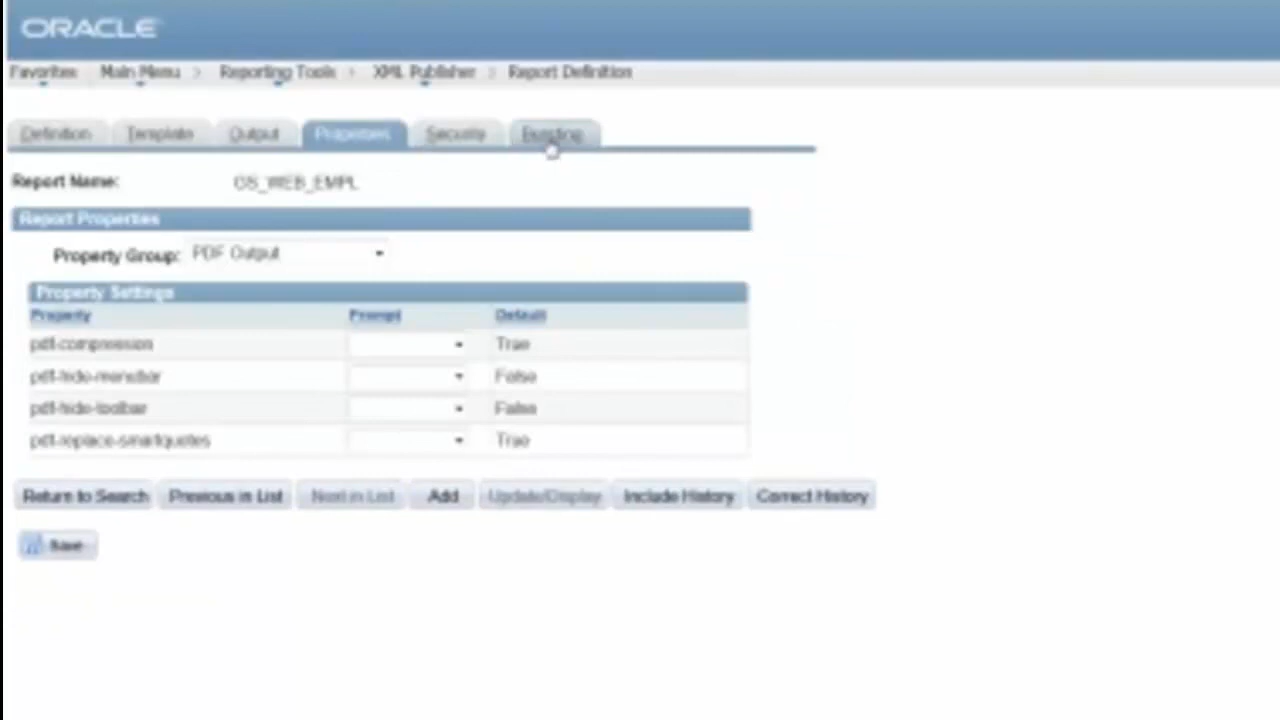 ORACLE
Favorites Main Menu > Reporting Tools > XML Publisher > Report Definition
Definition Template Output Properties Security Bursting
Report Name: OS_WEB_EMPL
Report Properties
Property Group: PDF Output
Property Settings
Property Prompt Default
pdf-compression True
pdf-hide-menubar False
pdf-hide-toolbar False
pdf-replace-smartquotes True
Return to Search Previous in List Next in List Add Update/Display Include History Correct History
Save